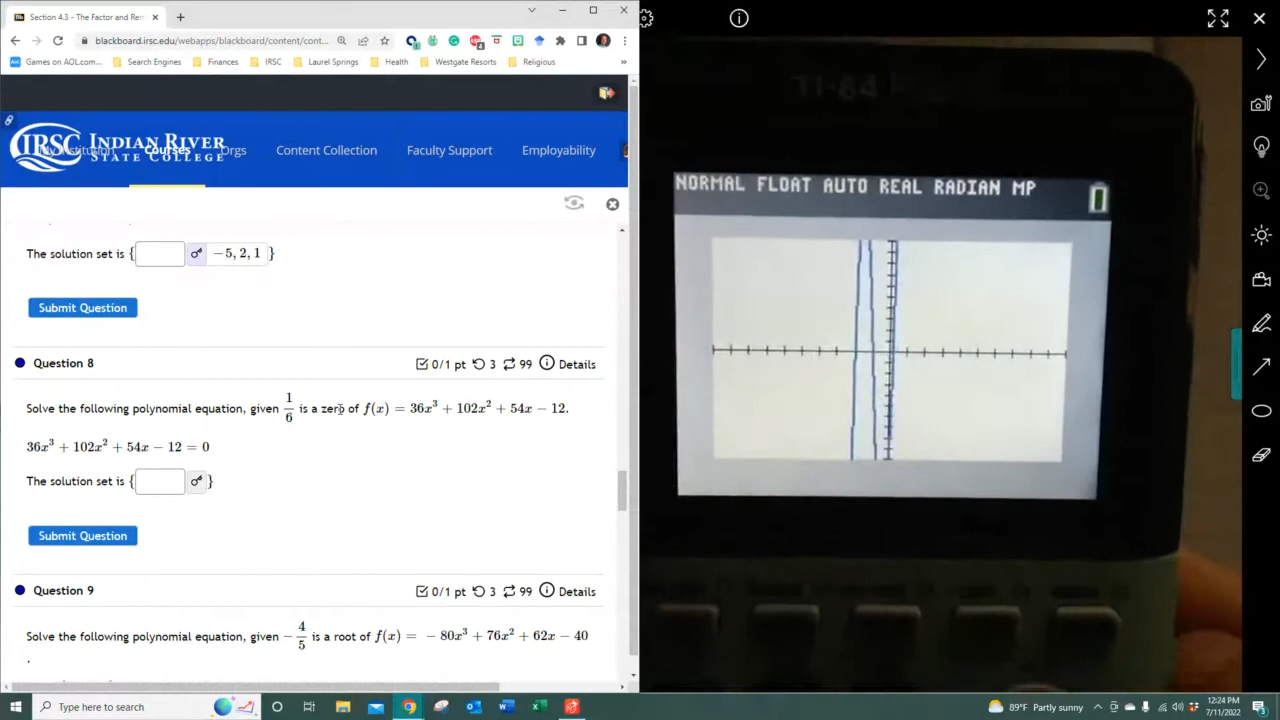 Section 4.3 - The Factor and Rem
blackboard.irsc.edu/webapps/blackboard/content/cont...
Games on AOL.com... Search Engines Finances IRSC Laurel Springs Health Westgate Resorts Religious »
IRSC INDIAN RIVER STATE COLLEGE
My Institution Courses Orgs Content Collection Faculty Support Employability
The solution set is { −5, 2, 1 }
Submit Question
Question 8 0/1 pt 3 99 Details
Solve the following polynomial equation, given 1/6 is a zero of f(x) = 36x³ + 102x² + 54x − 12.
36x³ + 102x² + 54x − 12 = 0
The solution set is { }
Submit Question
Question 9 0/1 pt 3 99 Details
Solve the following polynomial equation, given −4/5 is a root of f(x) = −80x³ + 76x² + 62x − 40
.
TI-84
NORMAL FLOAT AUTO REAL RADIAN MP
Type here to search
89°F Partly sunny
12:24 PM
7/11/2022